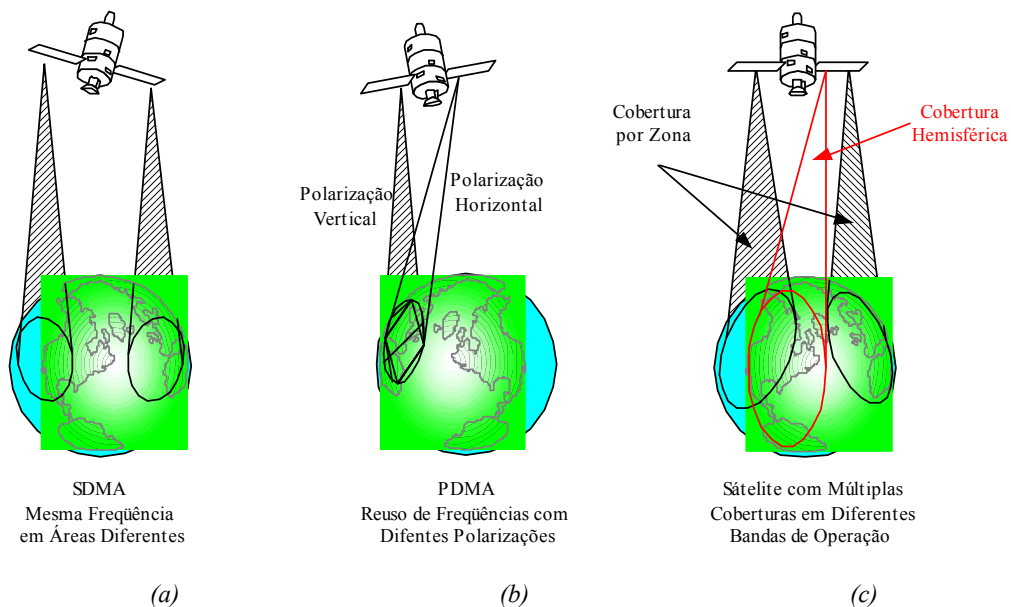 Cobertura
por Zona
Cobertura
Hemisférica
Polarização
Vertical
Polarização
Horizontal
SDMA
Mesma Freqüência
em Áreas Diferentes
PDMA
Reuso de Freqüências com
Difentes Polarizações
Sátelite com Múltiplas
Coberturas em Diferentes
Bandas de Operação
(a)
(b)
(c)